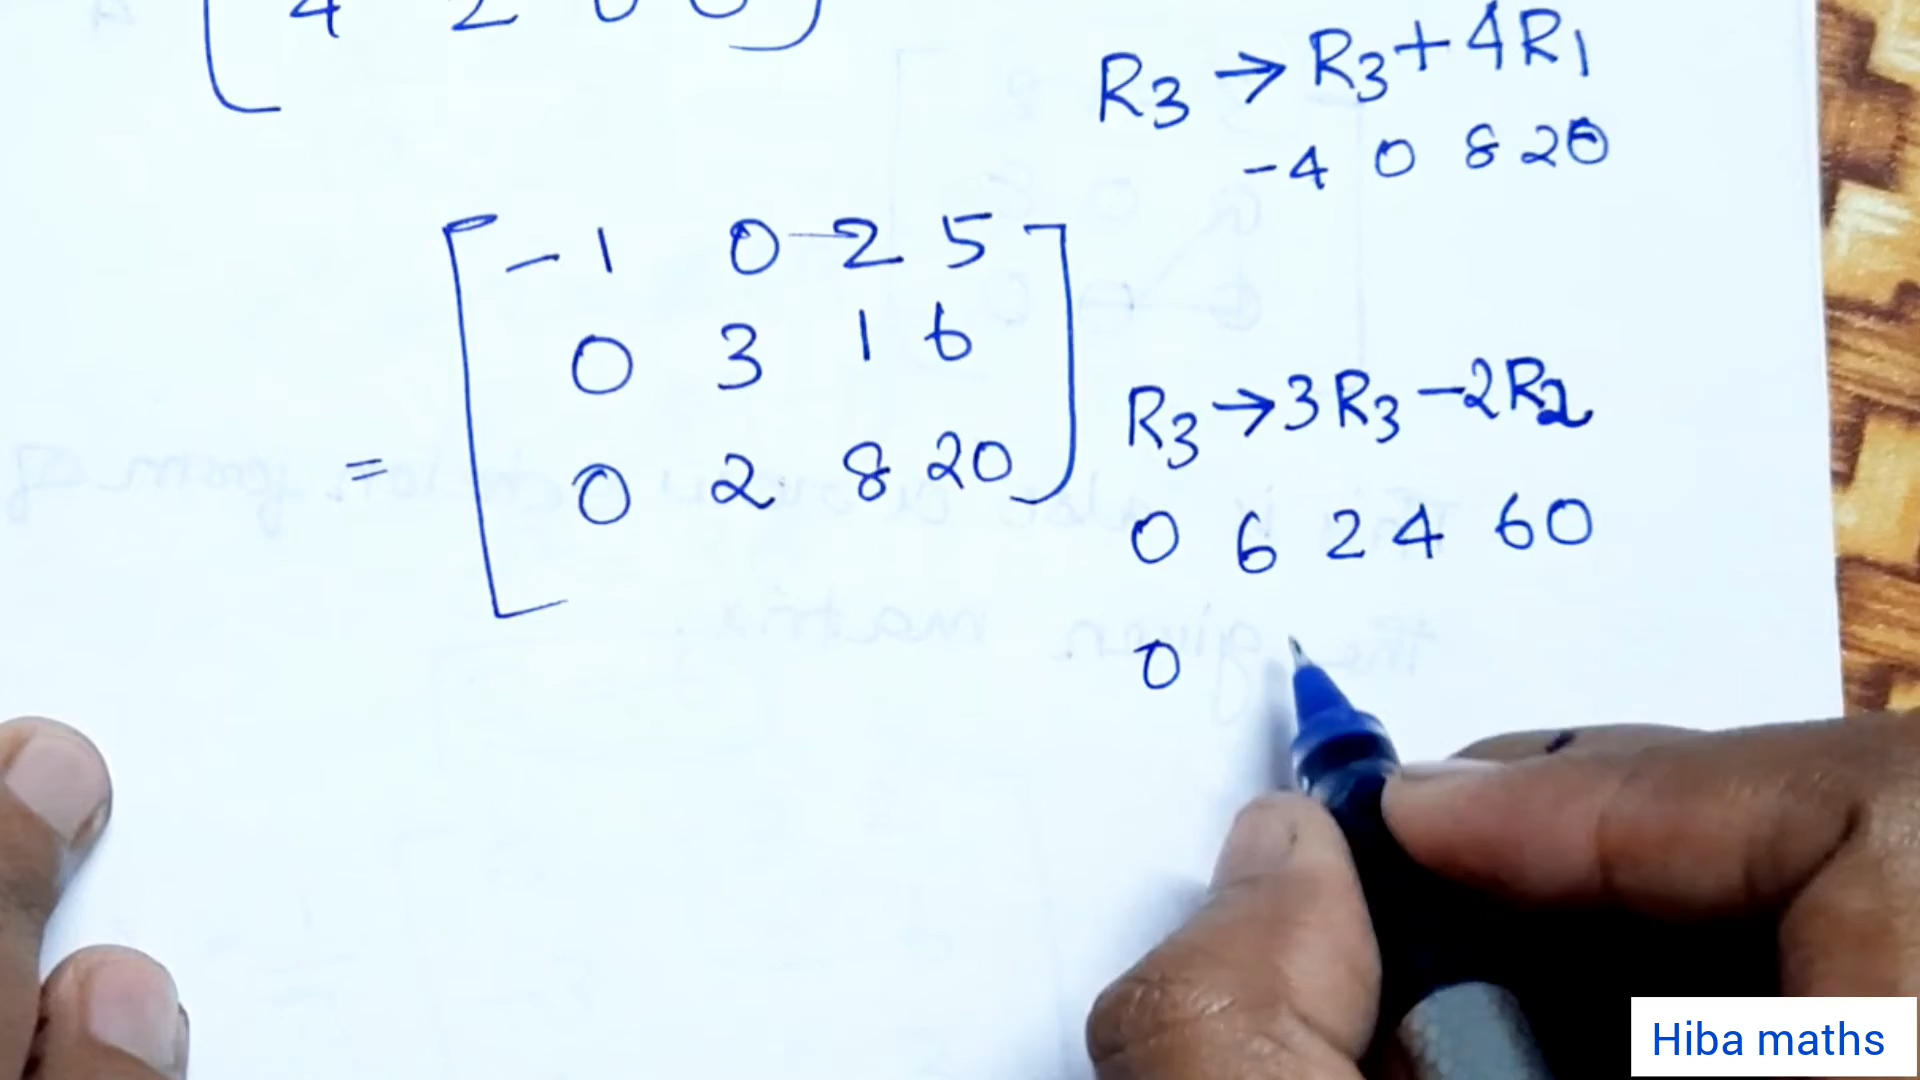 4 2 0 0
R3 → R3 + 4R1
-4 0 8 20
-1 0 -2 5
0 3 1 6
= 0 2 8 20
R3 → 3R3 - 2R2
0 6 24 60
0
Hiba maths